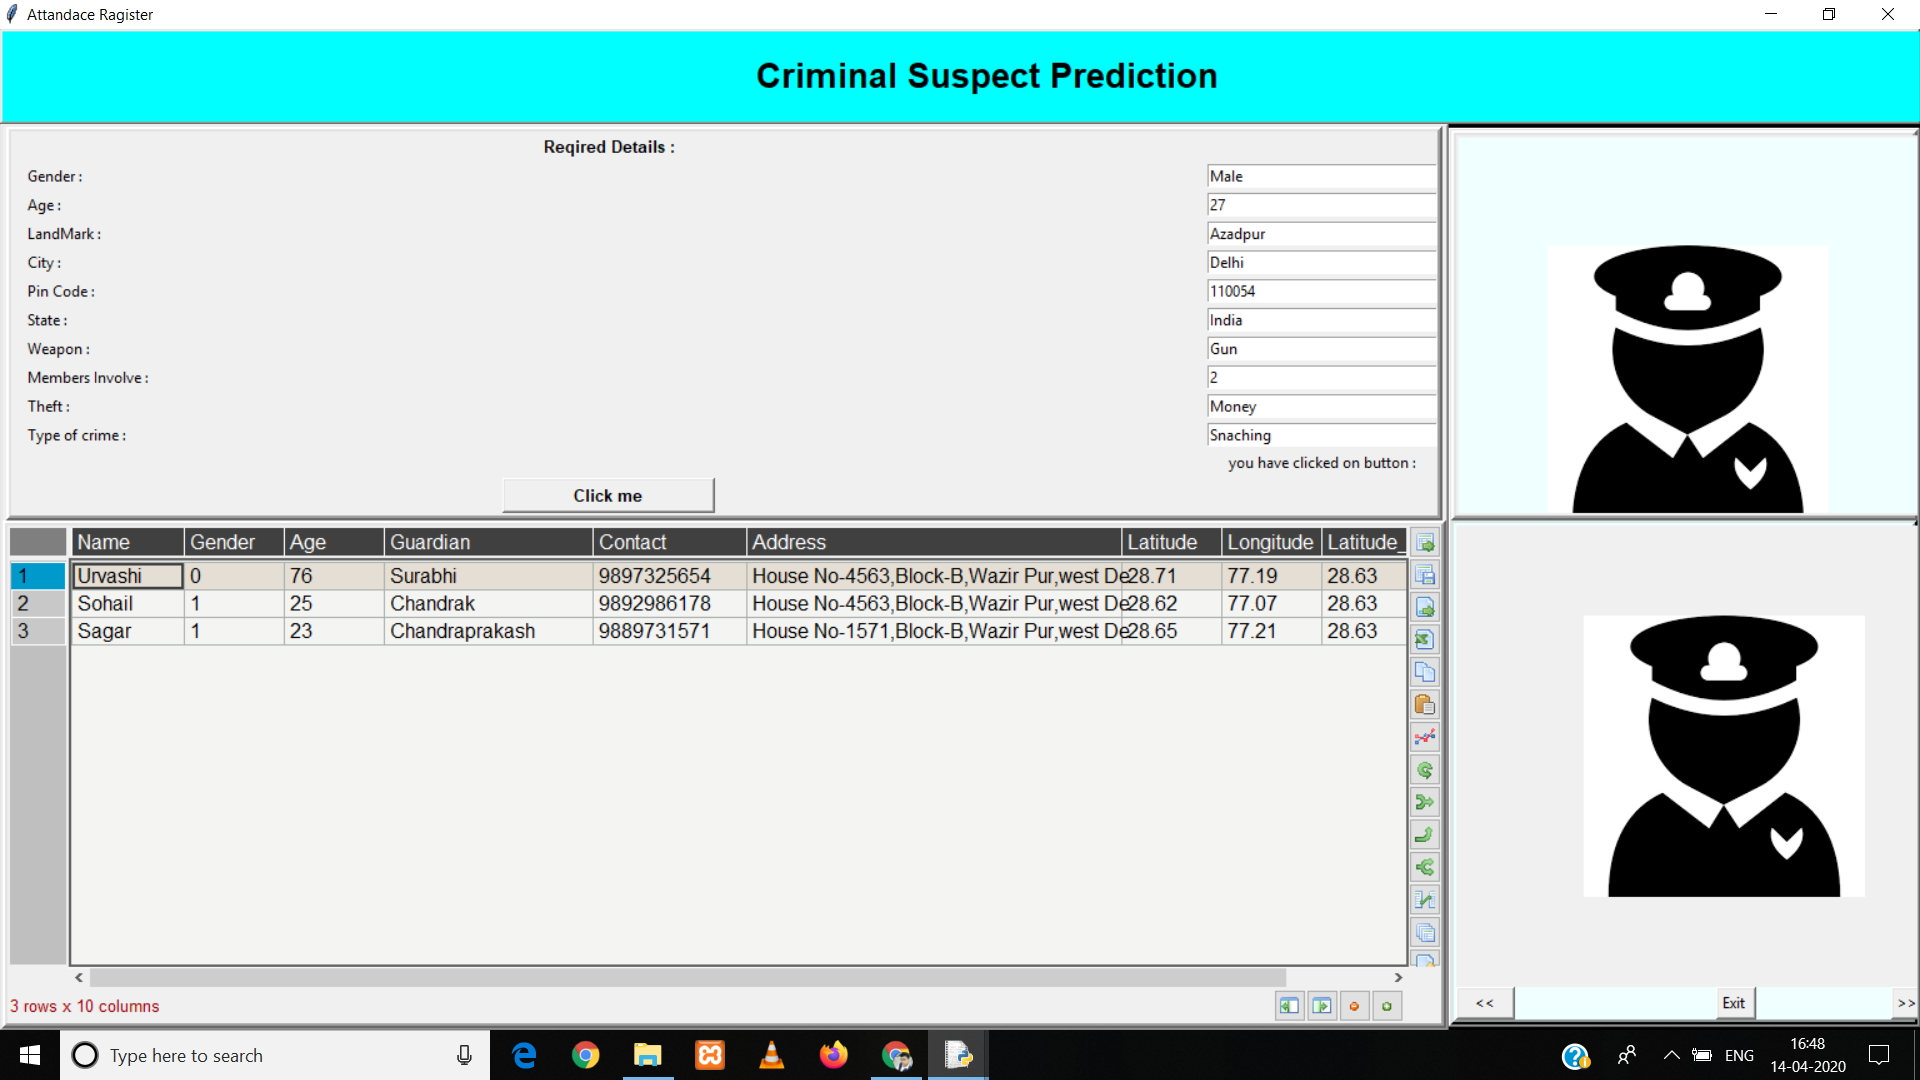 Attandace Ragister
Criminal Suspect Prediction
Reqired Details :
Gender : Male
Age : 27
LandMark : Azadpur
City : Delhi
Pin Code : 110054
State : India
Weapon : Gun
Members Involve : 2
Theft : Money
Type of crime : Snaching
you have clicked on button :
Click me
Name Gender Age Guardian Contact Address Latitude Longitude Latitude_
1 Urvashi 0 76 Surabhi 9897325654 House No-4563,Block-B,Wazir Pur,west De 28.71 77.19 28.63
2 Sohail 1 25 Chandrak 9892986178 House No-4563,Block-B,Wazir Pur,west De 28.62 77.07 28.63
3 Sagar 1 23 Chandraprakash 9889731571 House No-1571,Block-B,Wazir Pur,west De 28.65 77.21 28.63
3 rows x 10 columns
<< Exit >>
Type here to search
ENG
16:48
14-04-2020